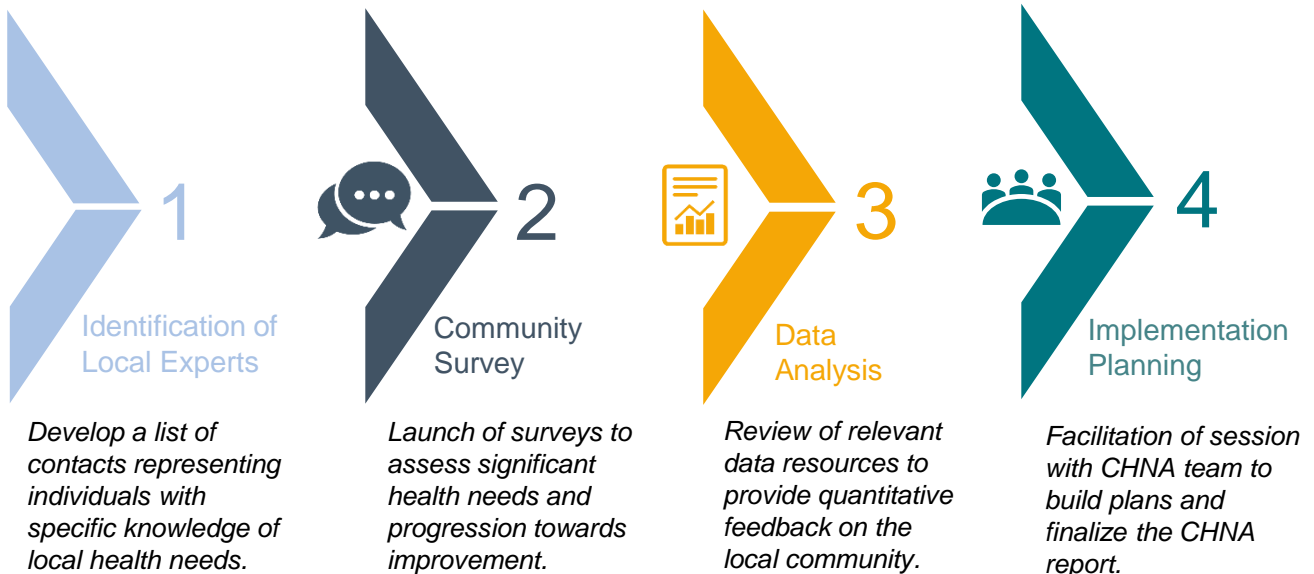 1
Identification of
Local Experts
Develop a list of
contacts representing
individuals with
specific knowledge of
local health needs.
2
Community
Survey
Launch of surveys to
assess significant
health needs and
progression towards
improvement.
3
Data
Analysis
Review of relevant
data resources to
provide quantitative
feedback on the
local community.
4
Implementation
Planning
Facilitation of session
with CHNA team to
build plans and
finalize the CHNA
report.